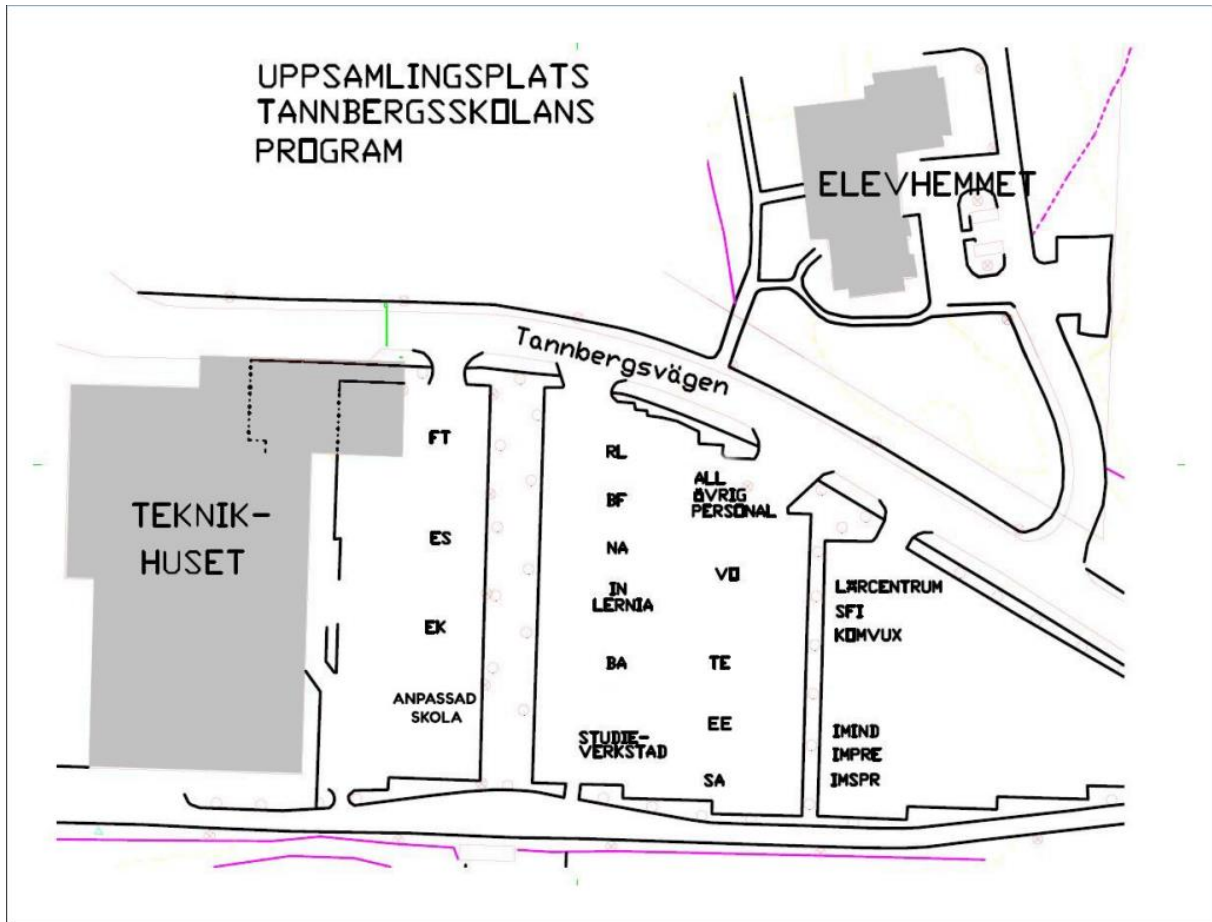 UPPSAMLINGSPLATS
TANNBERGSSKOLANS
PROGRAM
ELEVHEMMET
Tannbergsvägen
TEKNIK-
HUSET
FT
ES
EK
ANPASSAD
SKOLA
RL
BF
NA
IN
LERNIA
BA
STUDIE-
VERKSTAD
ALL
ÖVRIG
PERSONAL
VO
TE
EE
SA
LÄRCENTRUM
SFI
KOMVUX
IMIND
IMPRE
IMSPR